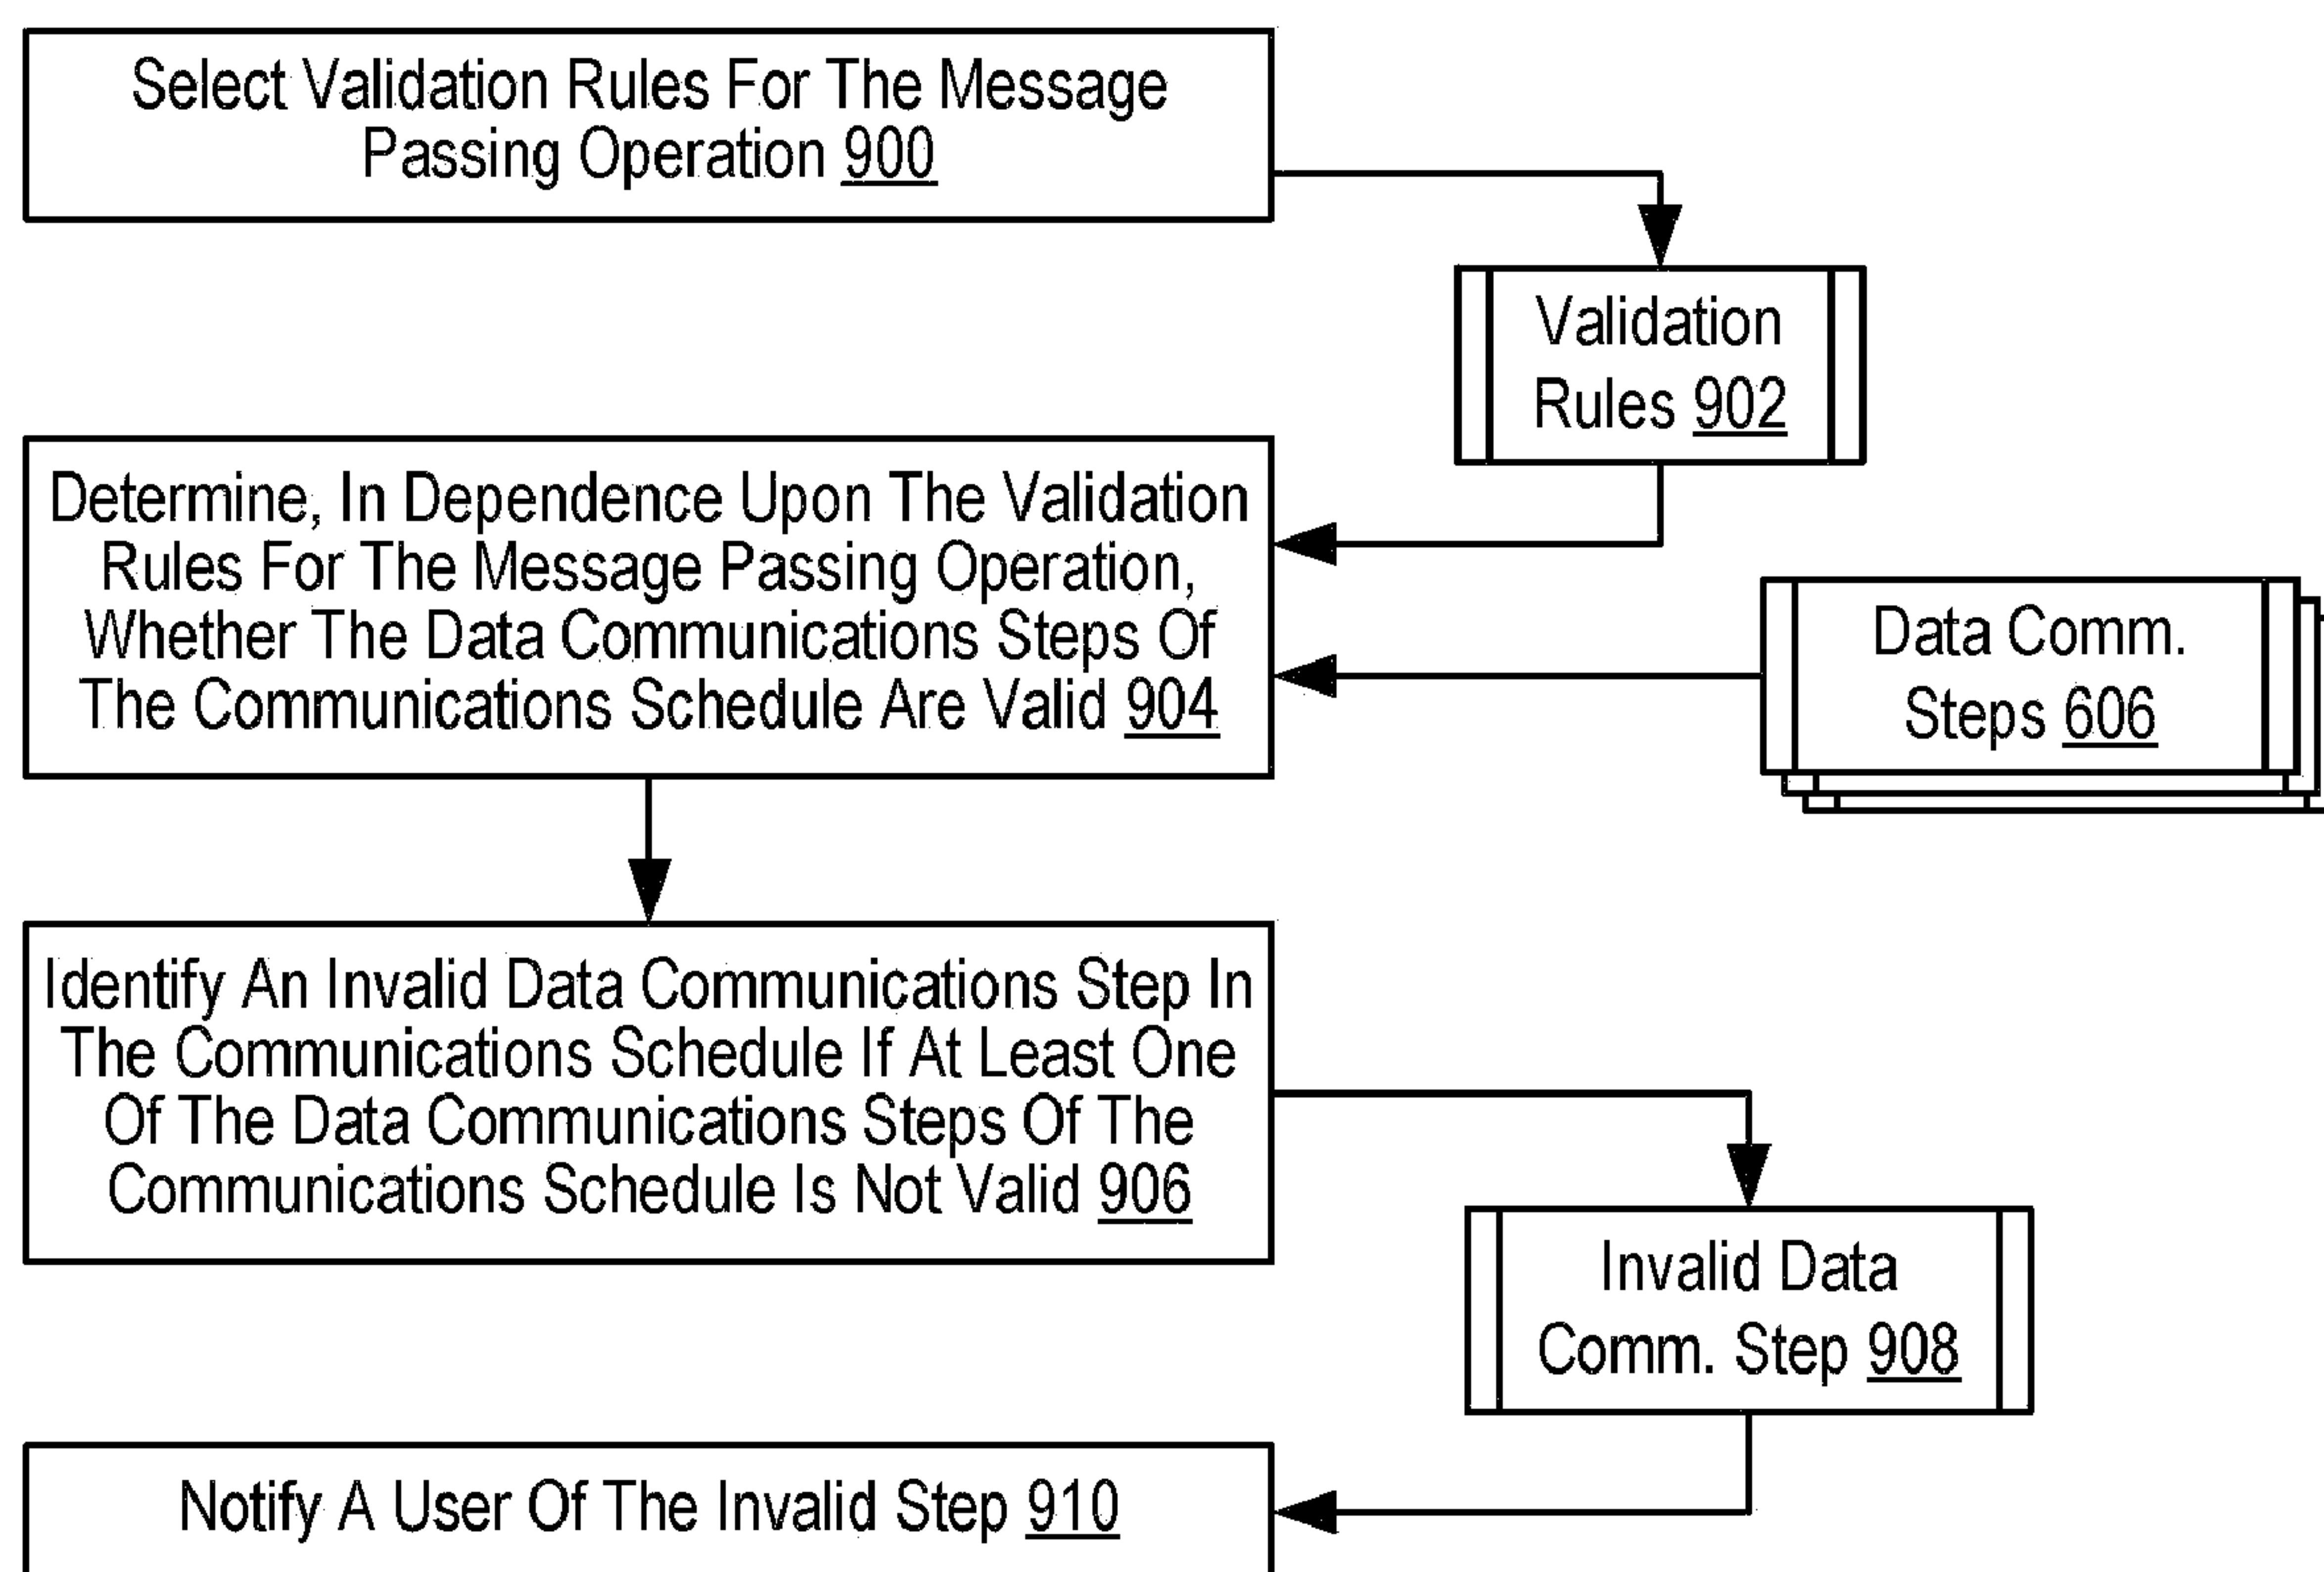 Select Validation Rules For The Message
Passing Operation 900
Validation
Rules 902
Determine, In Dependence Upon The Validation
Rules For The Message Passing Operation,
Whether The Data Communications Steps Of
The Communications Schedule Are Valid 904
Data Comm.
Steps 606
Identify An Invalid Data Communications Step In
The Communications Schedule If At Least One
Of The Data Communications Steps Of The
Communications Schedule Is Not Valid 906
Invalid Data
Comm. Step 908
Notify A User Of The Invalid Step 910